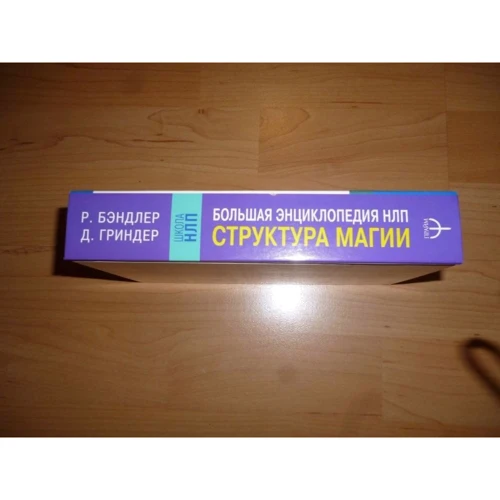 Р. БЭНДЛЕР
Д. ГРИНДЕР
ШКОЛА
НЛП
БОЛЬШАЯ ЭНЦИКЛОПЕДИЯ НЛП
СТРУКТУРА МАГИИ